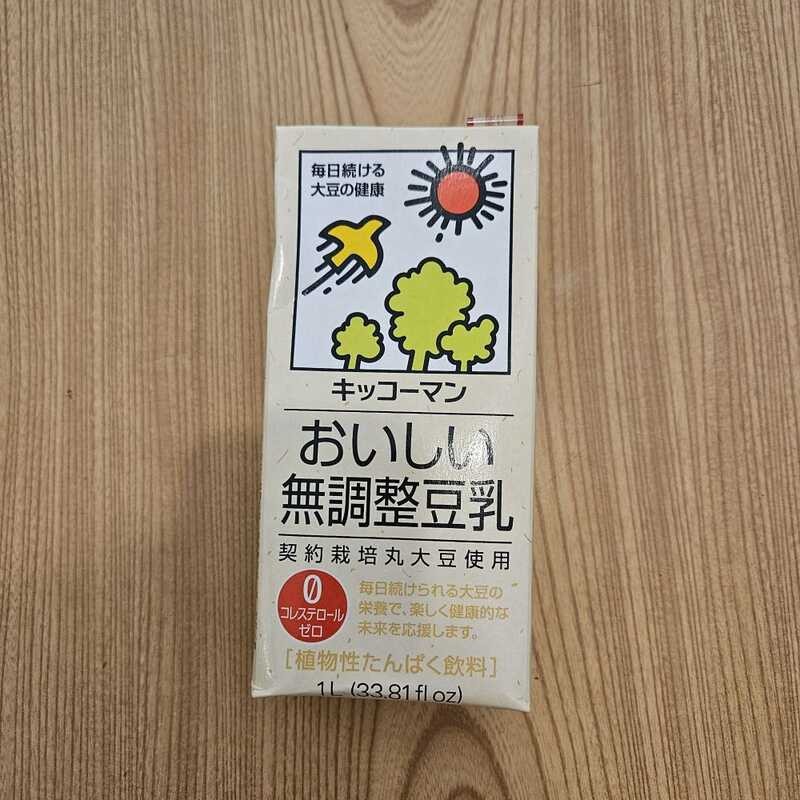 毎日続ける
大豆の健康
キッコーマン
おいしい
無調整豆乳
契約栽培丸大豆使用
0
コレステロール
ゼロ
毎日続けられる大豆の
栄養で、楽しく健康的な
未来を応援します。
[植物性たんぱく飲料]
1L (33.81 fl oz)